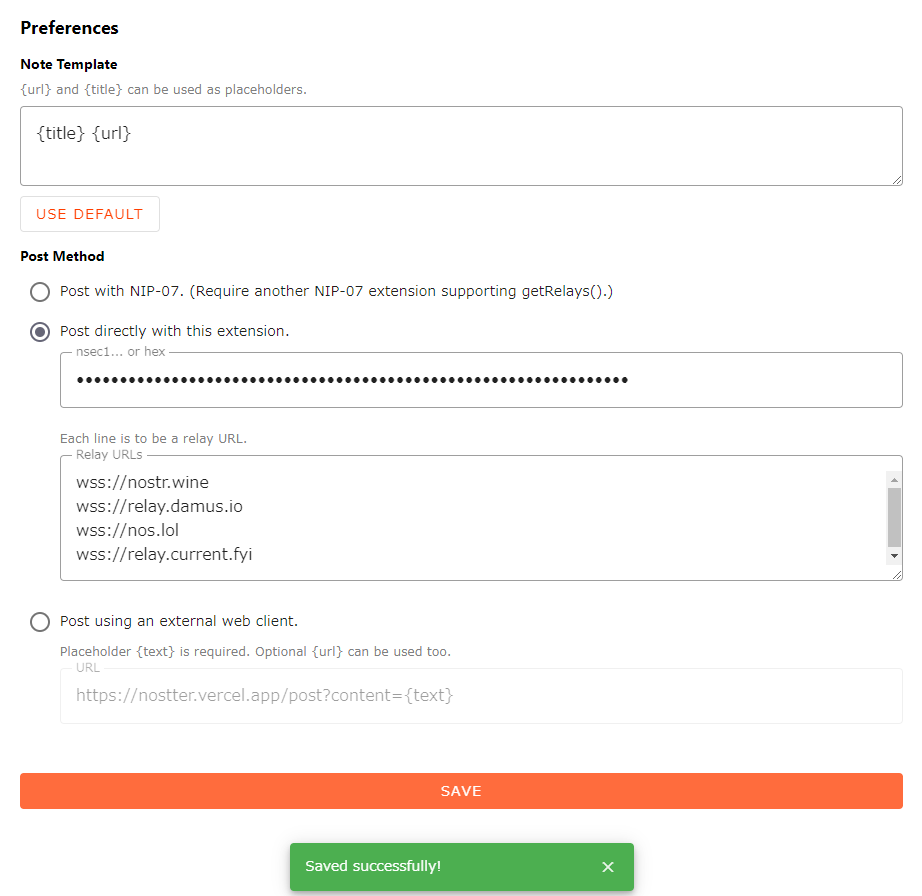 Preferences
Note Template
{url} and {title} can be used as placeholders.
{title} {url}
USE DEFAULT
Post Method
Post with NIP-07. (Require another NIP-07 extension supporting getRelays().)
Post directly with this extension.
nsec1... or hex
••••••••••••••••••••••••••••••••••••••••••••••••••••••••••••••••
Each line is to be a relay URL.
Relay URLs
wss://nostr.wine
wss://relay.damus.io
wss://nos.lol
wss://relay.current.fyi
Post using an external web client.
Placeholder {text} is required. Optional {url} can be used too.
URL
https://nostter.vercel.app/post?content={text}
SAVE
Saved successfully!